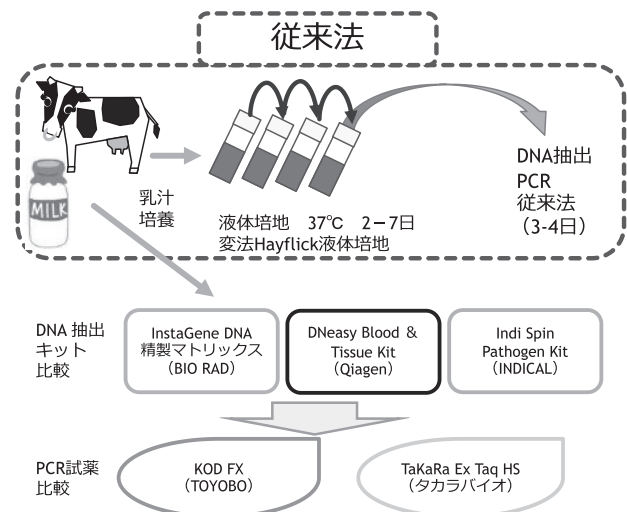 従来法
MILK
乳汁
培養
液体培地　37℃　2－7日
変法Hayflick液体培地
DNA抽出
PCR
従来法
（3-4日）
DNA 抽出
キット
比較
InstaGene DNA
精製マトリックス
（BIO RAD）
DNeasy Blood &
Tissue Kit
（Qiagen）
Indi Spin
Pathogen Kit
（INDICAL）
PCR試薬
比較
KOD FX
（TOYOBO）
TaKaRa Ex Taq HS
（タカラバイオ）